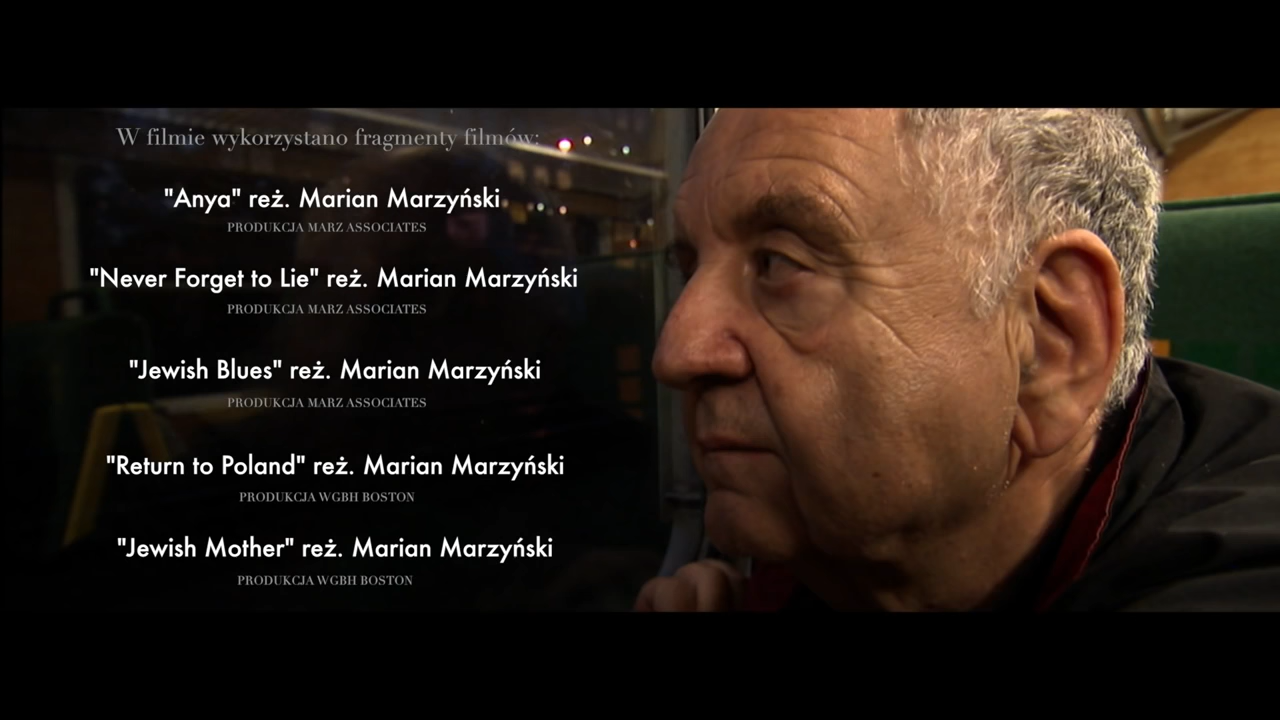 W filmie wykorzystano fragmenty filmów:
"Anya" reż. Marian Marzyński
PRODUKCJA MARZ ASSOCIATES
"Never Forget to Lie" reż. Marian Marzyński
PRODUKCJA MARZ ASSOCIATES
"Jewish Blues" reż. Marian Marzyński
PRODUKCJA MARZ ASSOCIATES
"Return to Poland" reż. Marian Marzyński
PRODUKCJA WGBH BOSTON
"Jewish Mother" reż. Marian Marzyński
PRODUKCJA WGBH BOSTON